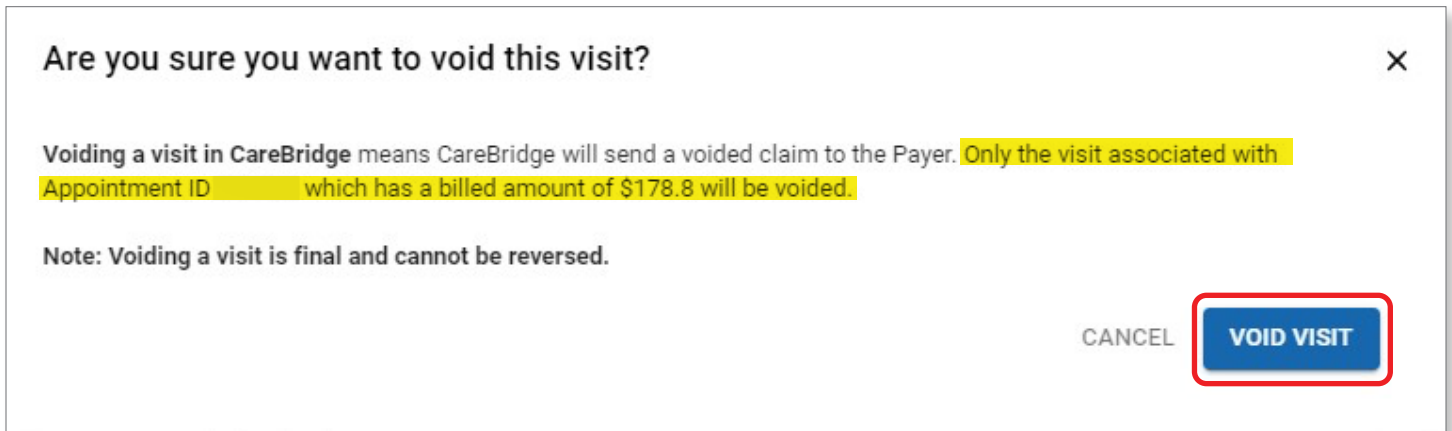 Are you sure you want to void this visit?
Voiding a visit in CareBridge means CareBridge will send a voided claim to the Payer. Only the visit associated with
Appointment ID which has a billed amount of $178.8 will be voided.
Note: Voiding a visit is final and cannot be reversed.
CANCEL VOID VISIT